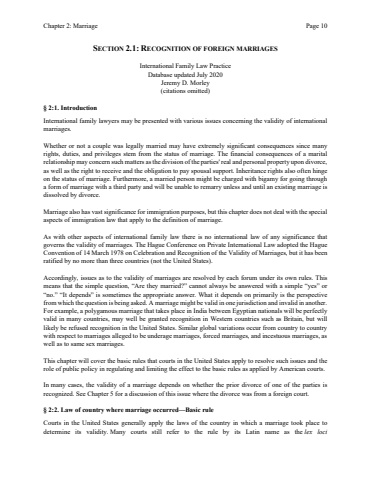 Chapter 2: Marriage Page 10
SECTION 2.1: RECOGNITION OF FOREIGN MARRIAGES
International Family Law Practice
Database updated July 2020
Jeremy D. Morley
(citations omitted)
§ 2:1. Introduction
International family lawyers may be presented with various issues concerning the validity of international
marriages.
Whether or not a couple was legally married may have extremely significant consequences since many
rights, duties, and privileges stem from the status of marriage. The financial consequences of a marital
relationship may concern such matters as the division of the parties' real and personal property upon divorce,
as well as the right to receive and the obligation to pay spousal support. Inheritance rights also often hinge
on the status of marriage. Furthermore, a married person might be charged with bigamy for going through
a form of marriage with a third party and will be unable to remarry unless and until an existing marriage is
dissolved by divorce.
Marriage also has vast significance for immigration purposes, but this chapter does not deal with the special
aspects of immigration law that apply to the definition of marriage.
As with other aspects of international family law there is no international law of any significance that
governs the validity of marriages. The Hague Conference on Private International Law adopted the Hague
Convention of 14 March 1978 on Celebration and Recognition of the Validity of Marriages, but it has been
ratified by no more than three countries (not the United States).
Accordingly, issues as to the validity of marriages are resolved by each forum under its own rules. This
means that the simple question, "Are they married?" cannot always be answered with a simple "yes" or
"no." "It depends" is sometimes the appropriate answer. What it depends on primarily is the perspective
from which the question is being asked. A marriage might be valid in one jurisdiction and invalid in another.
For example, a polygamous marriage that takes place in India between Egyptian nationals will be perfectly
valid in many countries, may well be granted recognition in Western countries such as Britain, but will
likely be refused recognition in the United States. Similar global variations occur from country to country
with respect to marriages alleged to be underage marriages, forced marriages, and incestuous marriages, as
well as to same sex marriages.
This chapter will cover the basic rules that courts in the United States apply to resolve such issues and the
role of public policy in regulating and limiting the effect to the basic rules as applied by American courts.
In many cases, the validity of a marriage depends on whether the prior divorce of one of the parties is
recognized. See Chapter 5 for a discussion of this issue where the divorce was from a foreign court.
§ 2:2. Law of country where marriage occurred—Basic rule
Courts in the United States generally apply the laws of the country in which a marriage took place to
determine its validity. Many courts still refer to the rule by its Latin name as the lex loci